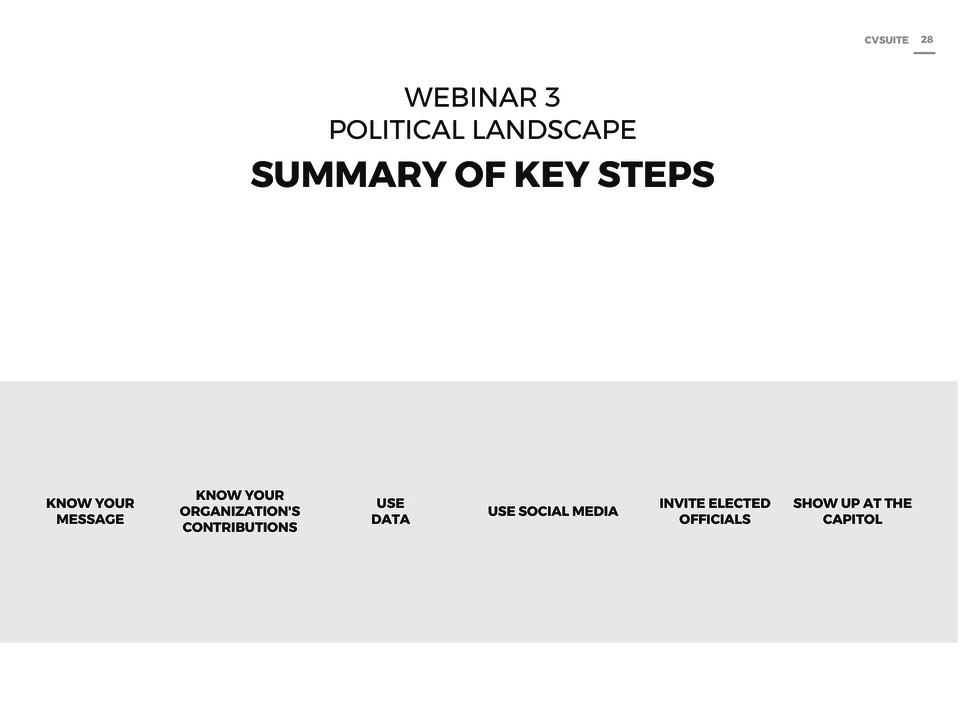 CVSUITE 28
WEBINAR 3
POLITICAL LANDSCAPE
SUMMARY OF KEY STEPS
KNOW YOUR
MESSAGE
KNOW YOUR
ORGANIZATION'S
CONTRIBUTIONS
USE
DATA
USE SOCIAL MEDIA
INVITE ELECTED
OFFICIALS
SHOW UP AT THE
CAPITOL